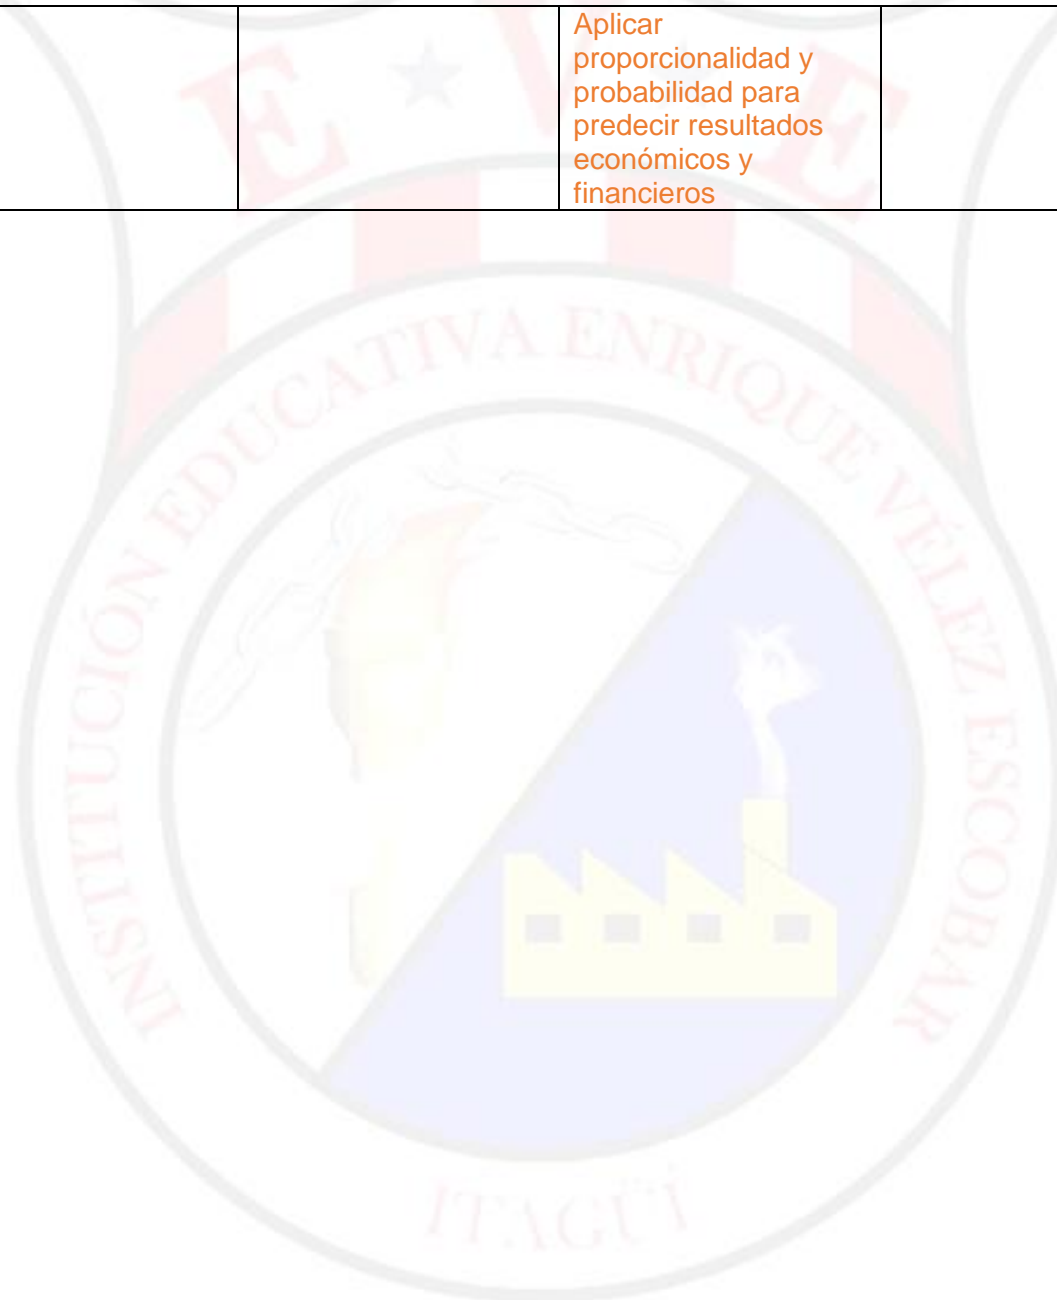 Aplicar
proporcionalidad y
probabilidad para
predecir resultados
económicos y
financieros
E V E
INSTITUCIÓN EDUCATIVA ENRIQUE VÉLEZ ESCOBAR
ITAGÜÍ